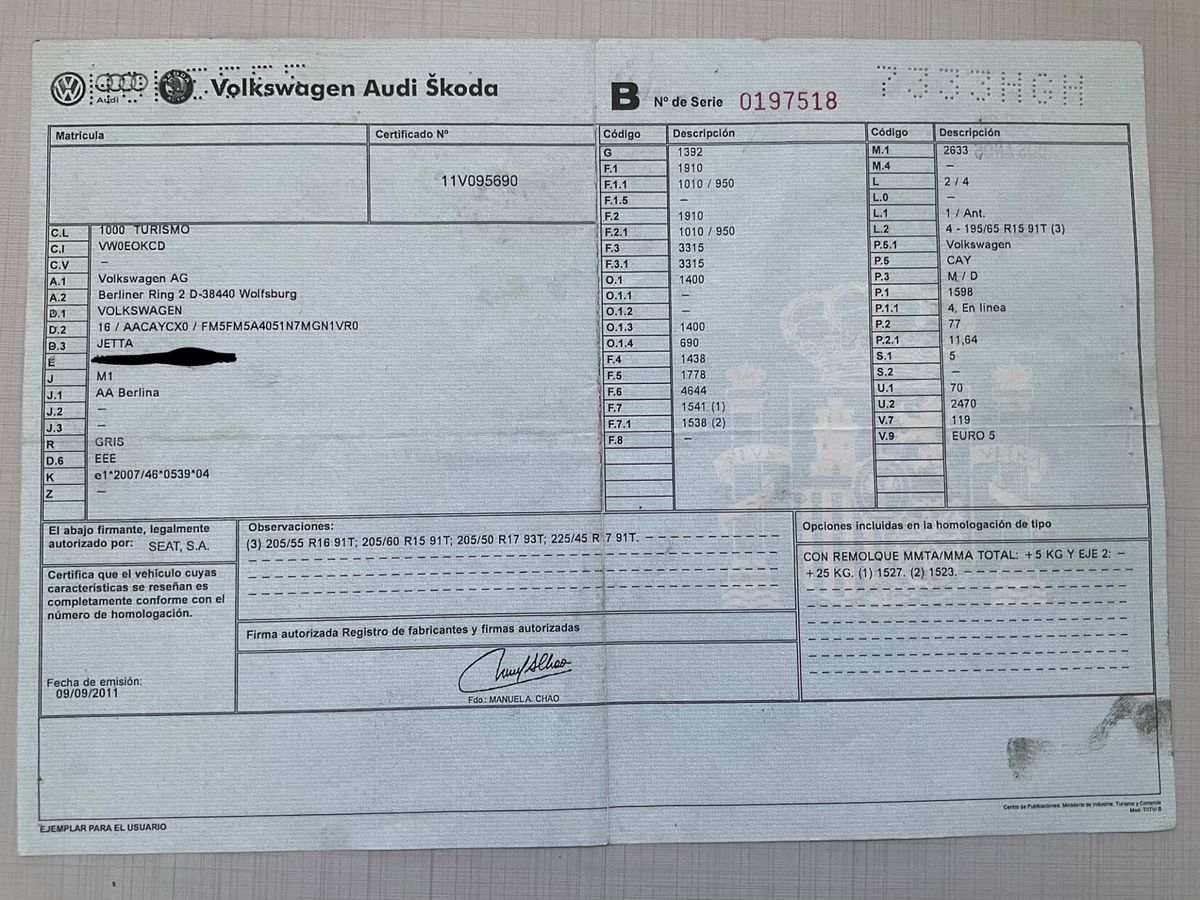 Audi
Volkswagen Audi Škoda
B Nº de Serie 0197518
7333HGH
Matrícula
Certificado Nº
11V095690
C.L 1000 TURISMO
C.I VW0EOKCD
C.V –
A.1 Volkswagen AG
A.2 Berliner Ring 2 D-38440 Wolfsburg
D.1 VOLKSWAGEN
D.2 16 / AACAYCX0 / FM5FM5A4051N7MGN1VR0
D.3 JETTA
E
J M1
J.1 AA Berlina
J.2 –
J.3 –
R GRIS
D.6 EEE
K e1*2007/46*0539*04
Z –
Código Descripción
G 1392
F.1 1910
F.1.1 1010 / 950
F.1.5 –
F.2 1910
F.2.1 1010 / 950
F.3 3315
F.3.1 3315
O.1 1400
O.1.1 –
O.1.2 –
O.1.3 1400
O.1.4 690
F.4 1438
F.5 1778
F.6 4644
F.7 1541 (1)
F.7.1 1538 (2)
F.8 –
Código Descripción
M.1 2633
M.4 –
L 2 / 4
L.0 –
L.1 1 / Ant.
L.2 4 - 195/65 R15 91T (3)
P.5.1 Volkswagen
P.5 CAY
P.3 M / D
P.1 1598
P.1.1 4, En linea
P.2 77
P.2.1 11,64
S.1 5
S.2 –
U.1 70
U.2 2470
V.7 119
V.9 EURO 5
El abajo firmante, legalmente
autorizado por: SEAT, S.A.
Certifica que el vehículo cuyas
características se reseñan es
completamente conforme con el
número de homologación.
Fecha de emisión:
09/09/2011
Observaciones:
(3) 205/55 R16 91T; 205/60 R15 91T; 205/50 R17 93T; 225/45 R 7 91T.
Firma autorizada Registro de fabricantes y firmas autorizadas
Fdo.: MANUEL A. CHAO
Opciones incluidas en la homologación de tipo
CON REMOLQUE MMTA/MMA TOTAL: +5 KG Y EJE 2: –
+25 KG. (1) 1527. (2) 1523.
EJEMPLAR PARA EL USUARIO
Centro de Publicaciones. Ministerio de Industria, Turismo y Comercio
Mod.-TITVI B